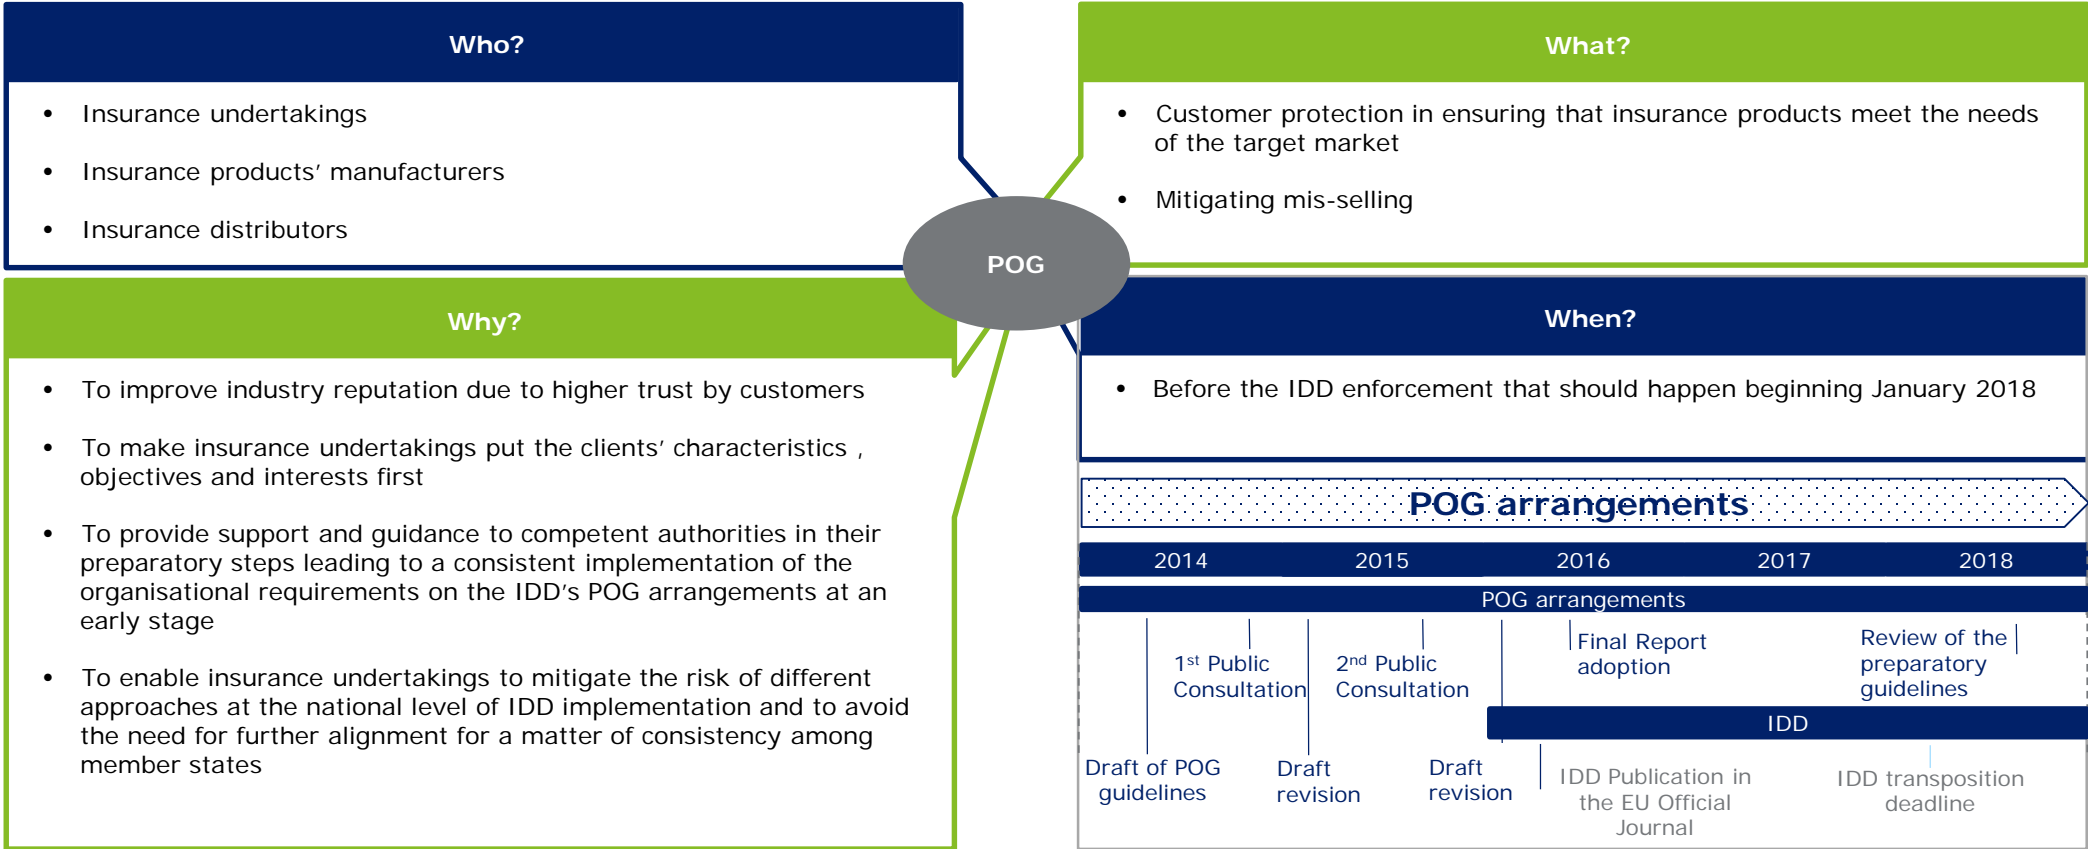 Who?
• Insurance undertakings
• Insurance products’ manufacturers
• Insurance distributors
What?
• Customer protection in ensuring that insurance products meet the needs
of the target market
• Mitigating mis-selling
POG
Why?
• To improve industry reputation due to higher trust by customers
• To make insurance undertakings put the clients’ characteristics ,
objectives and interests first
• To provide support and guidance to competent authorities in their
preparatory steps leading to a consistent implementation of the
organisational requirements on the IDD’s POG arrangements at an
early stage
• To enable insurance undertakings to mitigate the risk of different
approaches at the national level of IDD implementation and to avoid
the need for further alignment for a matter of consistency among
member states
When?
• Before the IDD enforcement that should happen beginning January 2018
POG arrangements
2014 2015 2016 2017 2018
POG arrangements
1st Public
Consultation
2nd Public
Consultation
Final Report
adoption
Review of the
preparatory
guidelines
IDD
Draft of POG
guidelines
Draft
revision
Draft
revision
IDD Publication in
the EU Official
Journal
IDD transposition
deadline